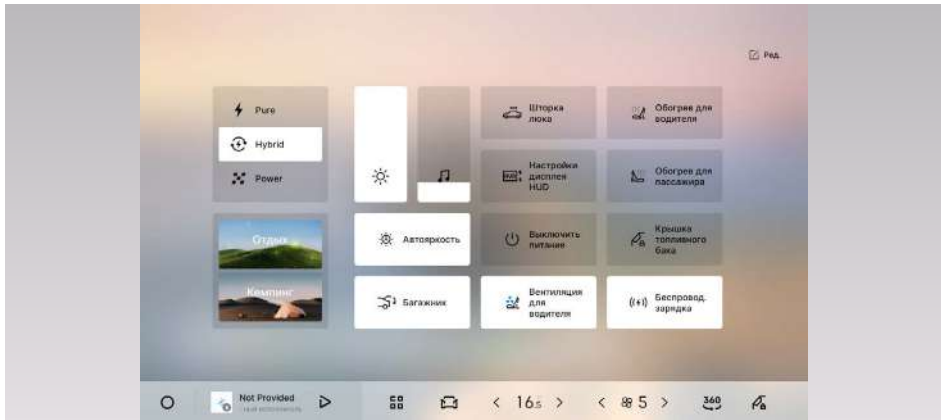 Ред.
Pure
Hybrid
Power
Отдых
Кемпинг
Автояркость
Багажник
Шторка
люка
Настройки
дисплея
HUD
Выключить
питание
Вентиляция
для
водителя
Обогрев для
водителя
Обогрев для
пассажира
Крышка
топливного
бака
Беспровод.
зарядка
Not Provided
16.5
5
360